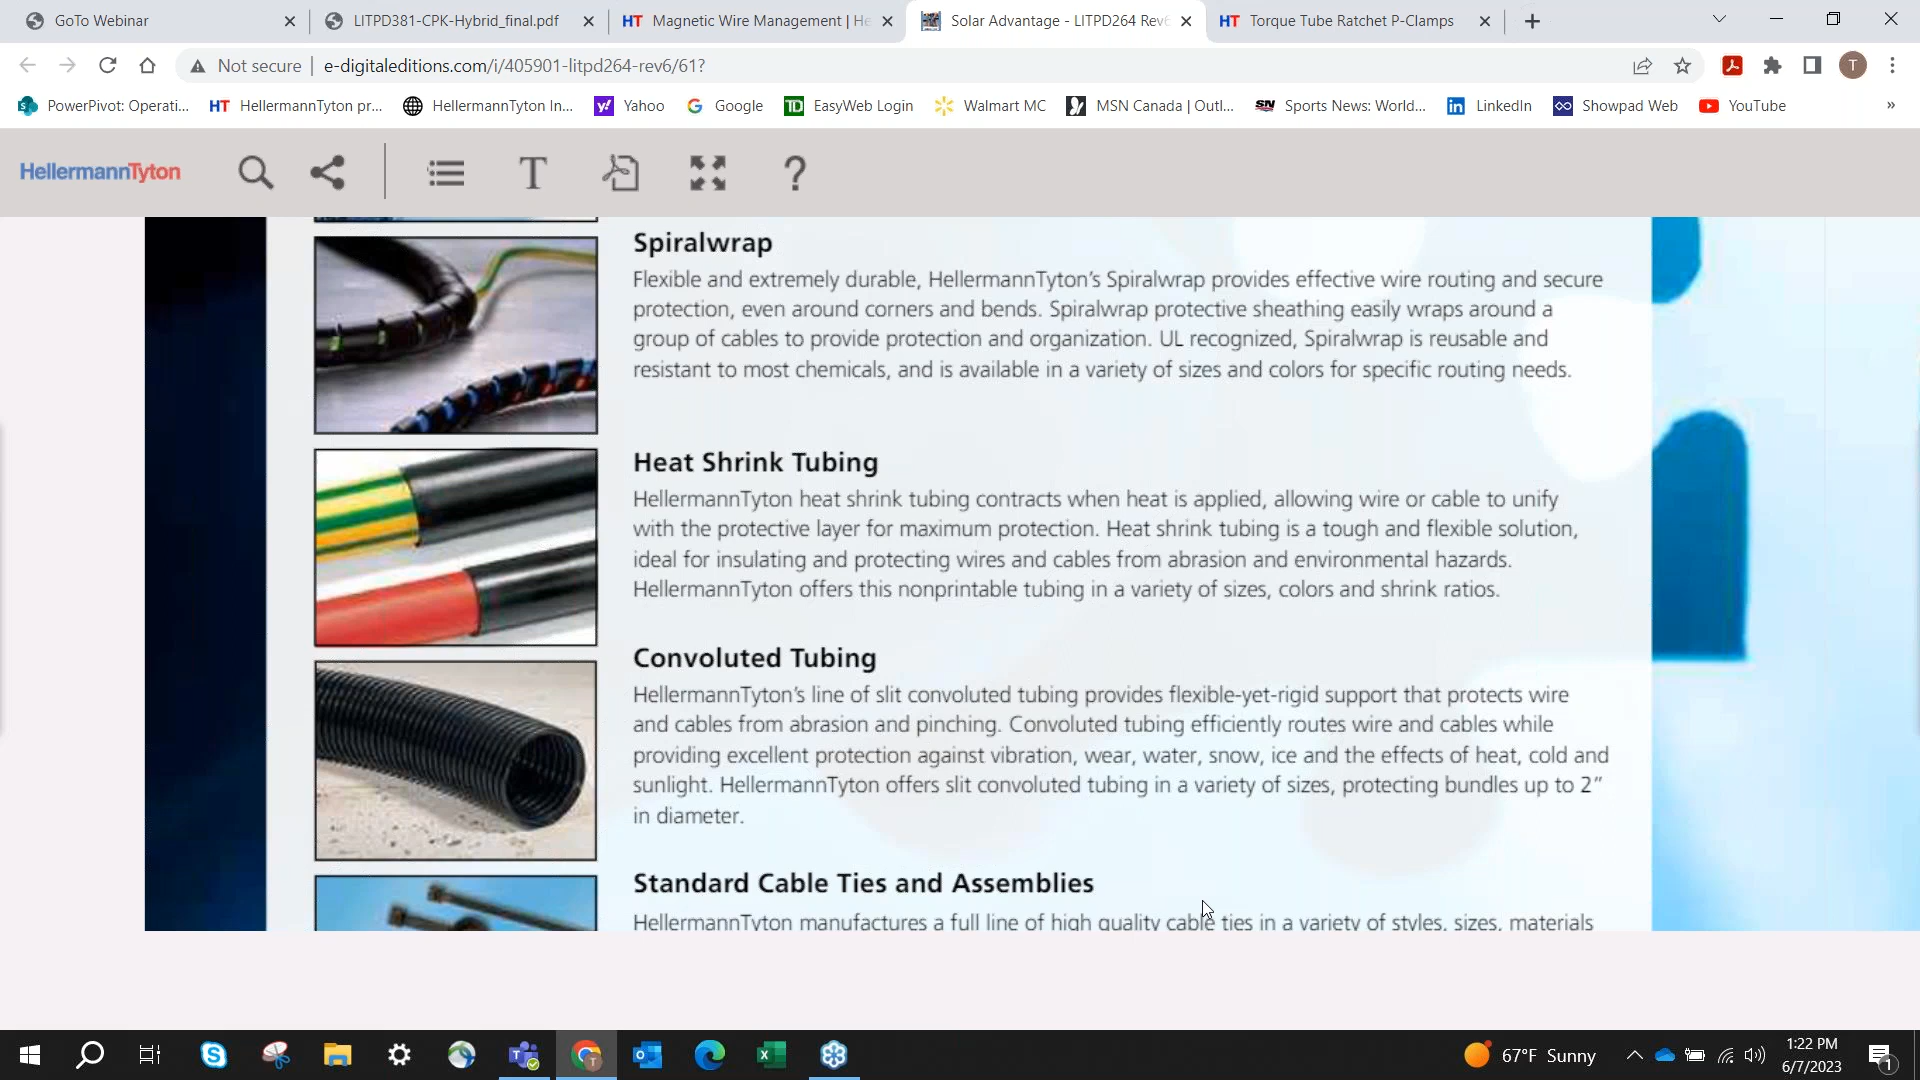 GoTo Webinar
LITPD381-CPK-Hybrid_final.pdf
HT Magnetic Wire Management | He
Solar Advantage - LITPD264 Rev6
HT Torque Tube Ratchet P-Clamps
Not secure | e-digitaleditions.com/i/405901-litpd264-rev6/61?
T
PowerPivot: Operati...
HT HellermannTyton pr...
HellermannTyton In...
Yahoo
Google
TD EasyWeb Login
Walmart MC
MSN Canada | Outl...
SN Sports News: World...
in LinkedIn
Showpad Web
YouTube
»
HellermannTyton
T
?
Spiralwrap
Flexible and extremely durable, HellermannTyton's Spiralwrap provides effective wire routing and secure
protection, even around corners and bends. Spiralwrap protective sheathing easily wraps around a
group of cables to provide protection and organization. UL recognized, Spiralwrap is reusable and
resistant to most chemicals, and is available in a variety of sizes and colors for specific routing needs.
Heat Shrink Tubing
HellermannTyton heat shrink tubing contracts when heat is applied, allowing wire or cable to unify
with the protective layer for maximum protection. Heat shrink tubing is a tough and flexible solution,
ideal for insulating and protecting wires and cables from abrasion and environmental hazards.
HellermannTyton offers this nonprintable tubing in a variety of sizes, colors and shrink ratios.
Convoluted Tubing
HellermannTyton's line of slit convoluted tubing provides flexible-yet-rigid support that protects wire
and cables from abrasion and pinching. Convoluted tubing efficiently routes wire and cables while
providing excellent protection against vibration, wear, water, snow, ice and the effects of heat, cold and
sunlight. HellermannTyton offers slit convoluted tubing in a variety of sizes, protecting bundles up to 2"
in diameter.
Standard Cable Ties and Assemblies
HellermannTyton manufactures a full line of high quality cable ties in a variety of styles, sizes, materials
67°F Sunny
1:22 PM
6/7/2023
1